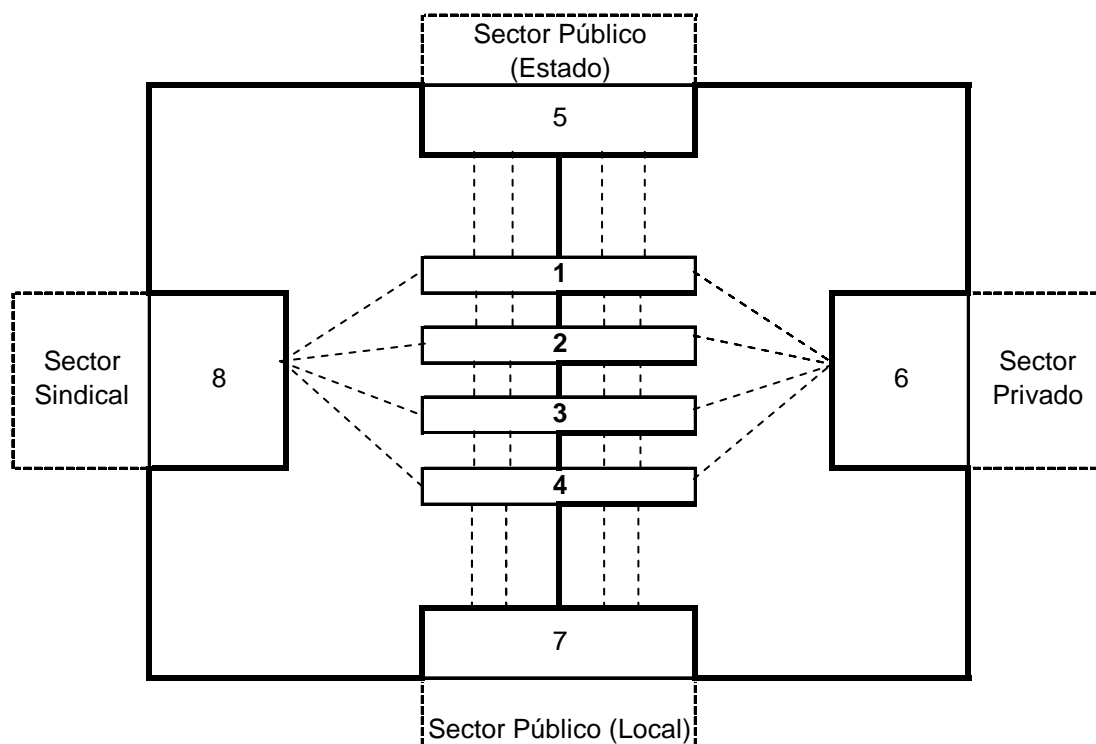 Sector Público
(Estado)
5
1
2
3
4
Sector
Sindical
8
6
Sector
Privado
7
Sector Público (Local)